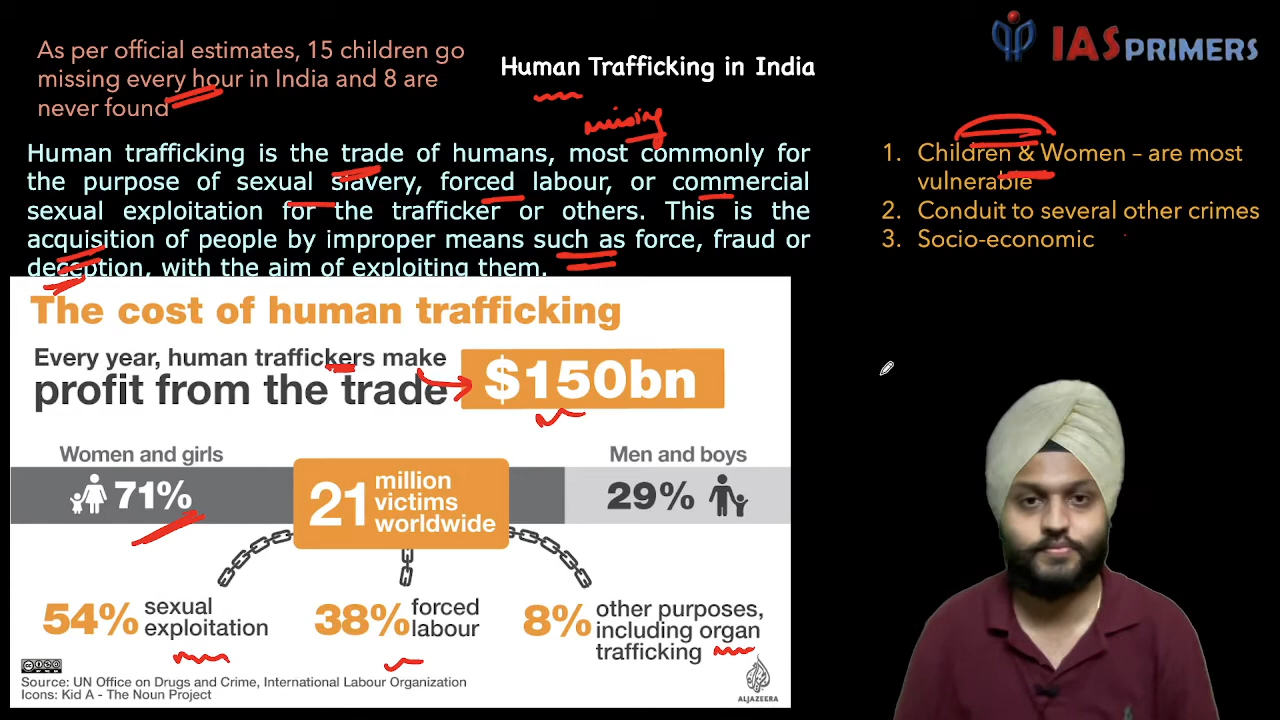 As per official estimates, 15 children go
missing every hour in India and 8 are
never found
Human Trafficking in India
missing
IAS PRIMERS
Human trafficking is the trade of humans, most commonly for
the purpose of sexual slavery, forced labour, or commercial
sexual exploitation for the trafficker or others. This is the
acquisition of people by improper means such as force, fraud or
deception, with the aim of exploiting them.
1. Children & Women – are most
vulnerable
2. Conduit to several other crimes
3. Socio-economic
The cost of human trafficking
Every year, human traffickers make
profit from the trade
$150bn
Women and girls
71%
21 million
victims
worldwide
Men and boys
29%
54% sexual
exploitation
38% forced
labour
8% other purposes,
including organ
trafficking
Source: UN Office on Drugs and Crime, International Labour Organization
Icons: Kid A - The Noun Project
ALJAZEERA